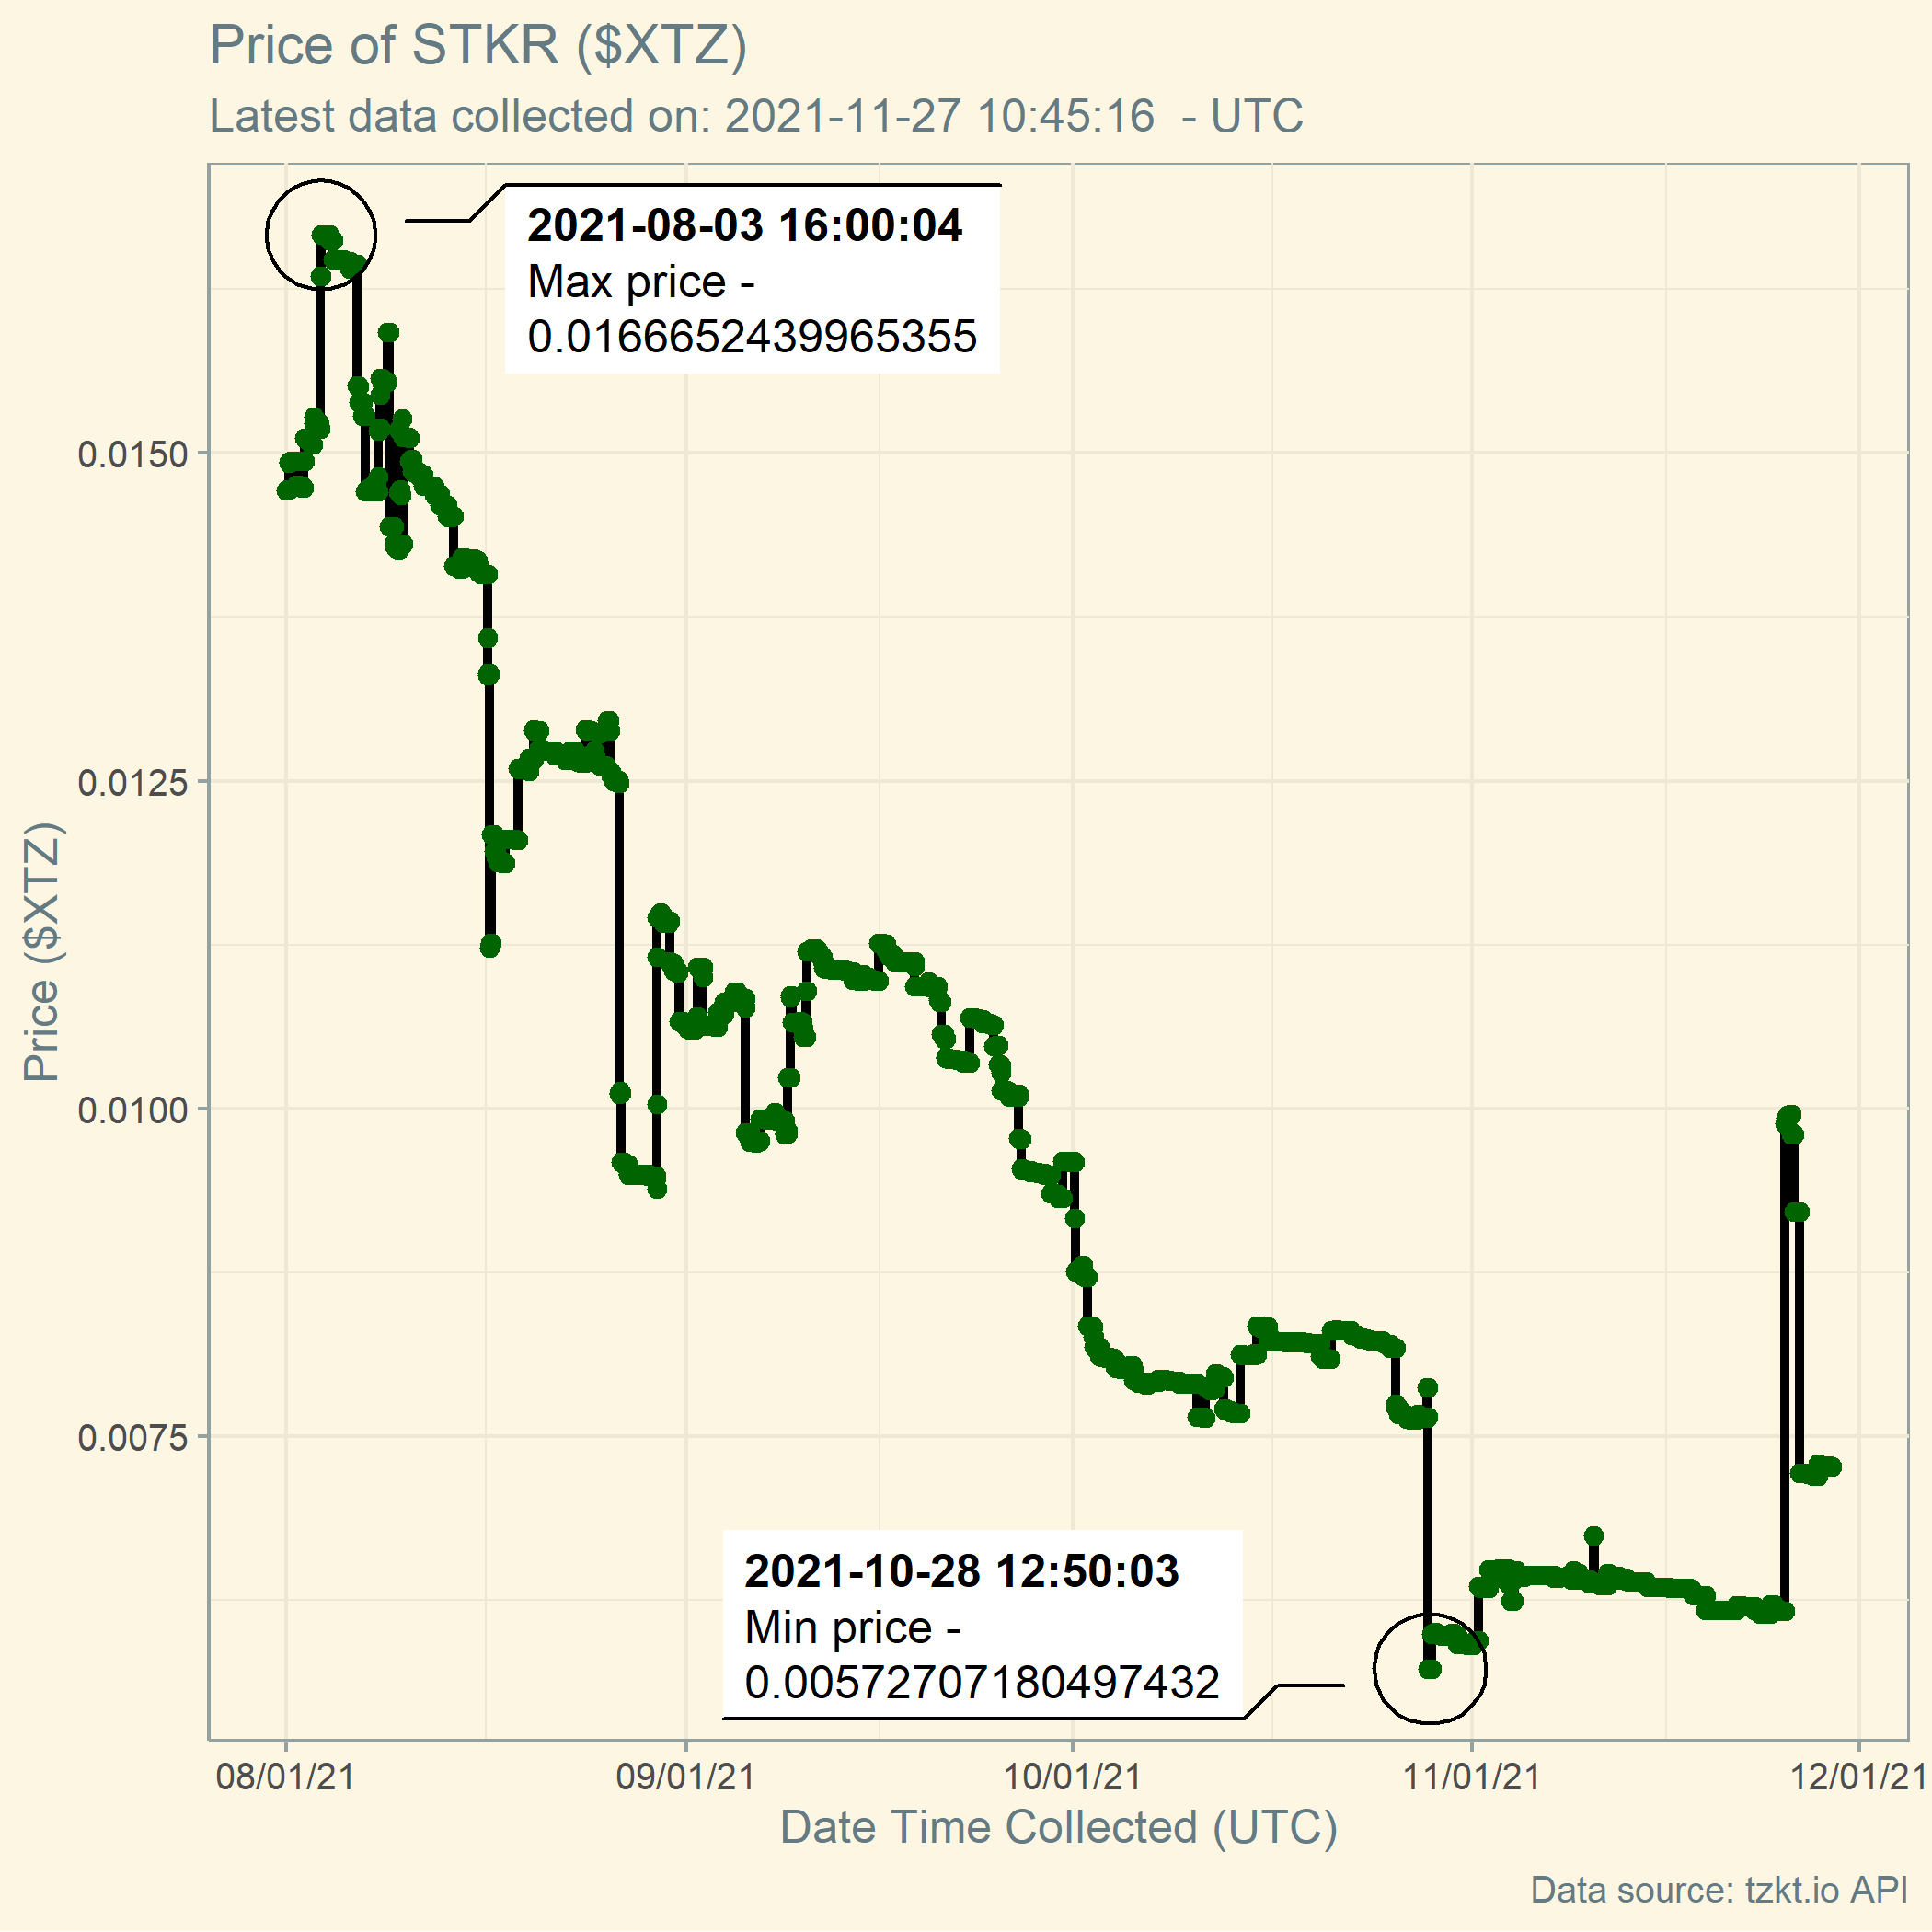 Price of STKR ($XTZ)
Latest data collected on: 2021-11-27 10:45:16  - UTC
2021-08-03 16:00:04
Max price -
0.0166652439965355
0.0150
0.0125
0.0100
0.0075
Price ($XTZ)
2021-10-28 12:50:03
Min price -
0.00572707180497432
08/01/21
09/01/21
10/01/21
11/01/21
12/01/21
Date Time Collected (UTC)
Data source: tzkt.io API